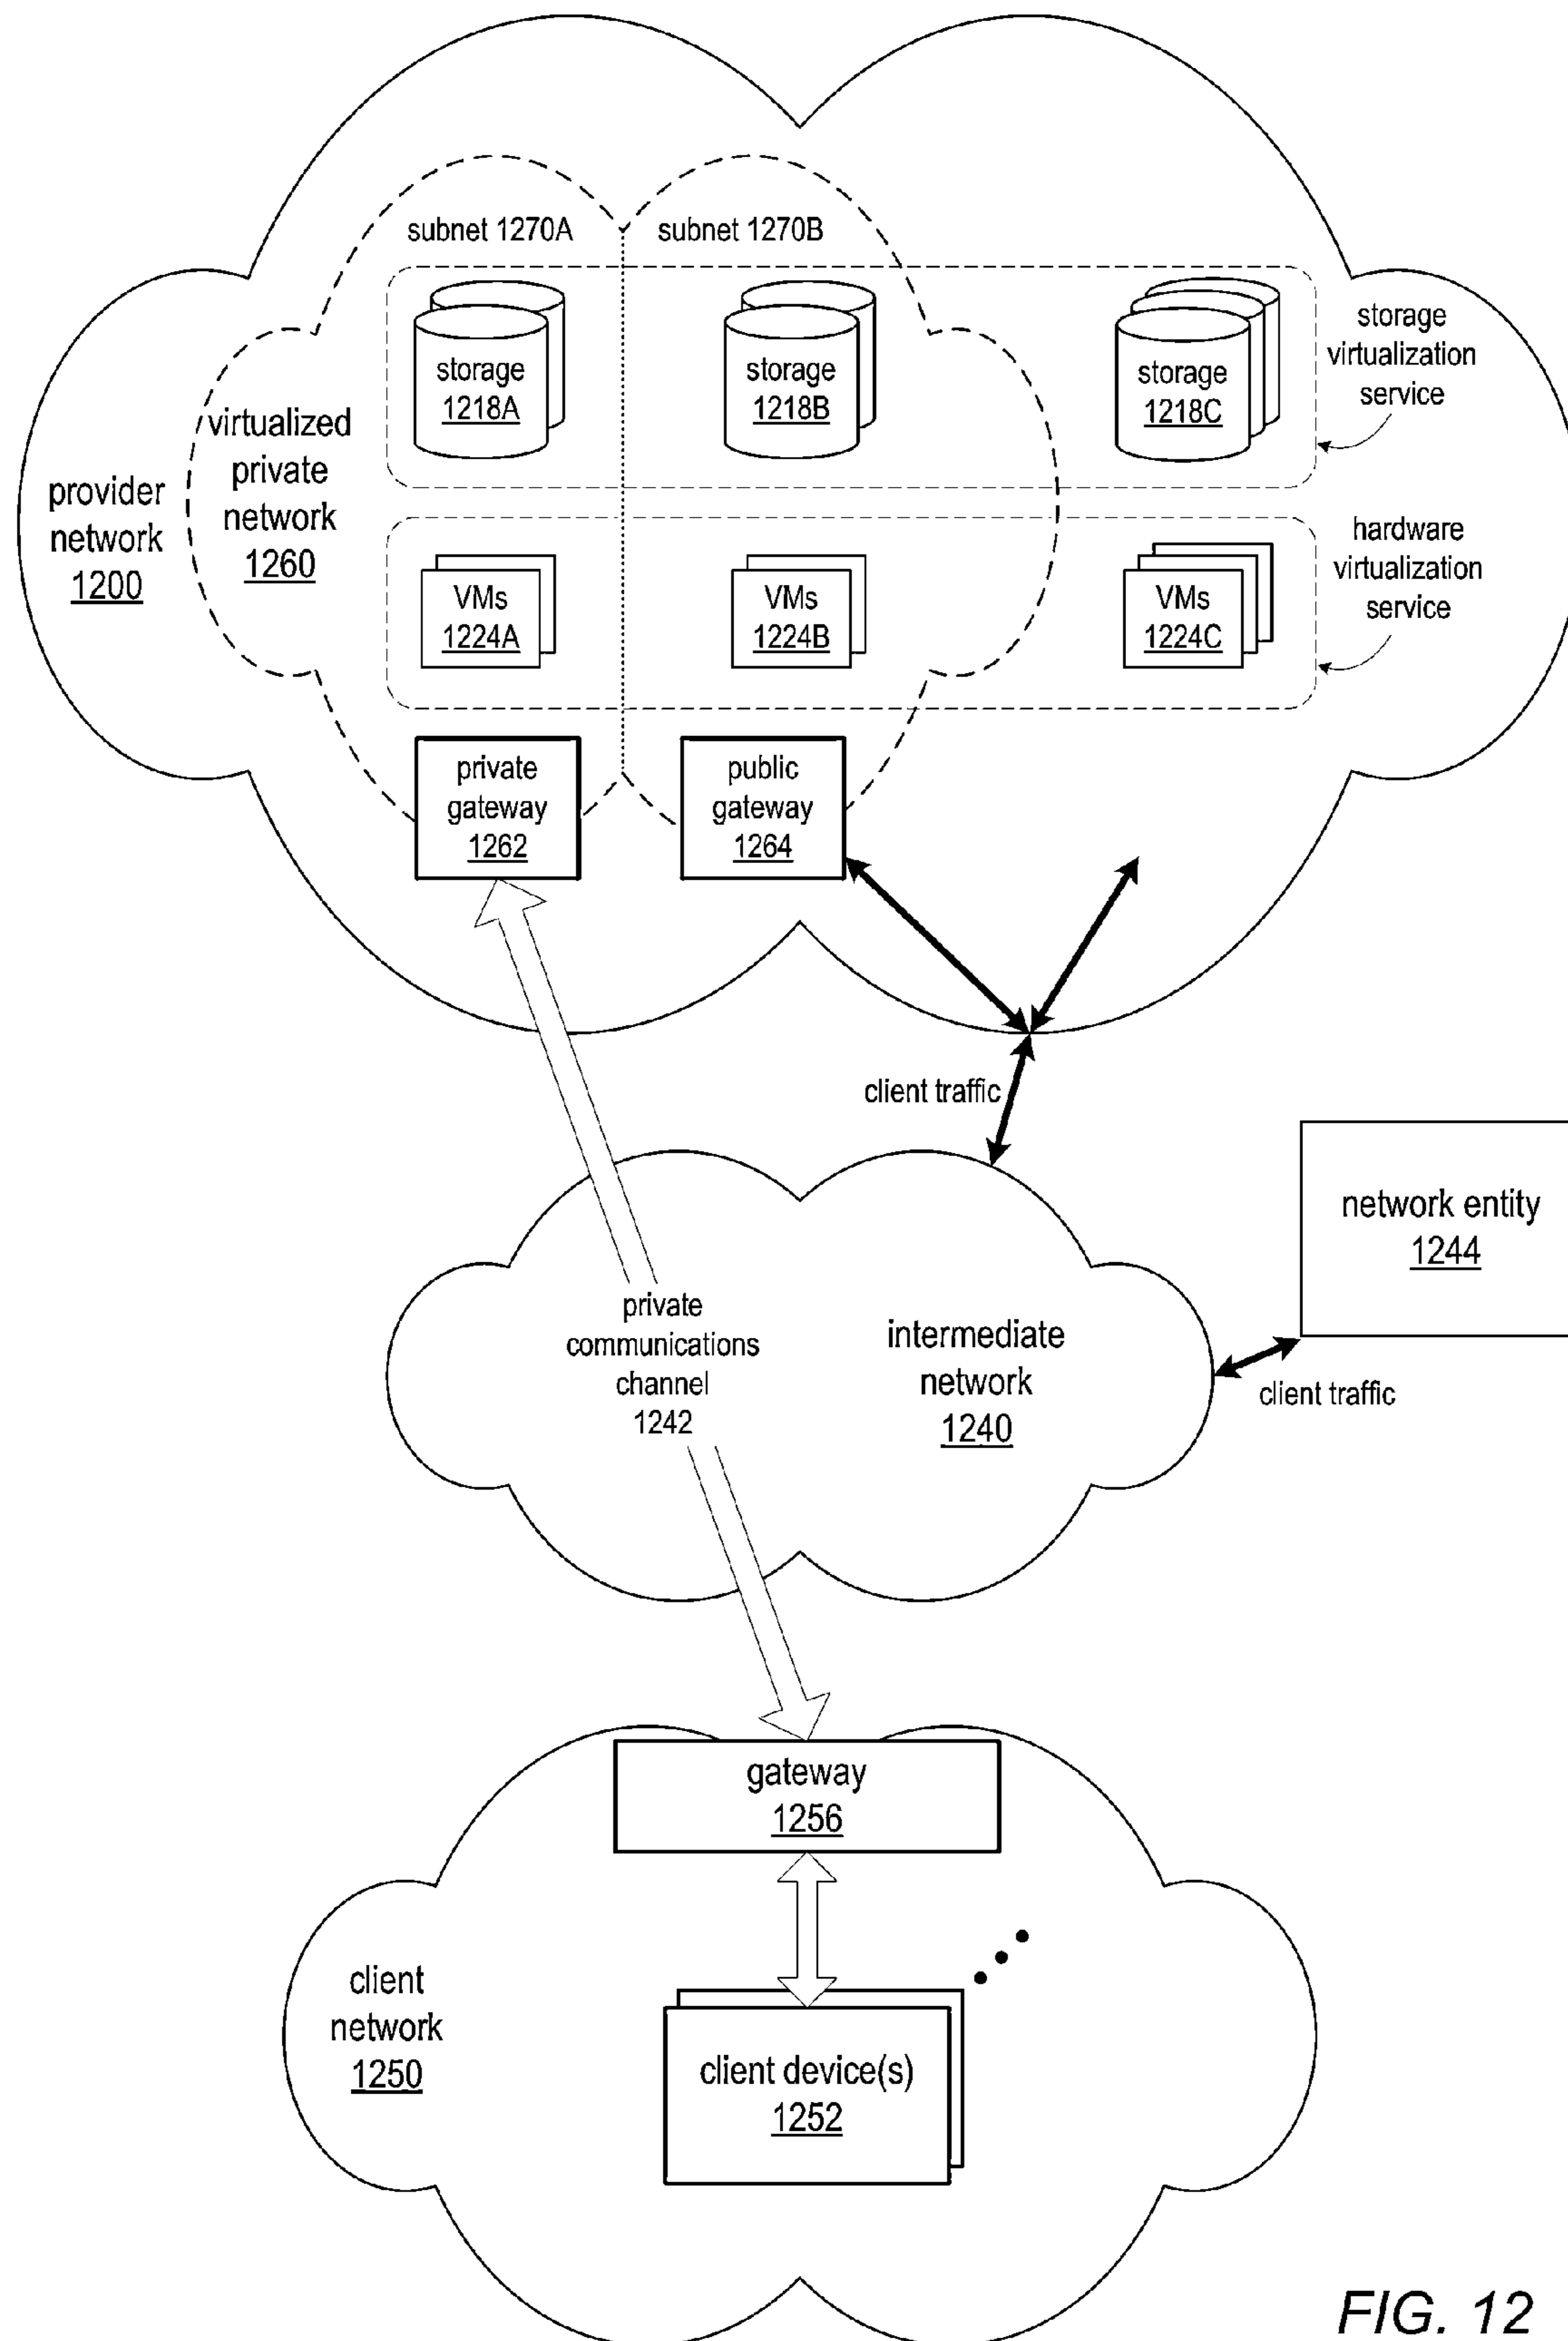 subnet 1270A
subnet 1270B
storage
1218A
storage
1218B
storage
1218C
storage
virtualization
service
virtualized
private
network
1260
provider
network
1200
VMs
1224A
VMs
1224B
VMs
1224C
hardware
virtualization
service
private
gateway
1262
public
gateway
1264
client traffic
network entity
1244
private
communications
channel
1242
intermediate
network
1240
client traffic
gateway
1256
client
network
1250
client device(s)
1252
FIG. 12